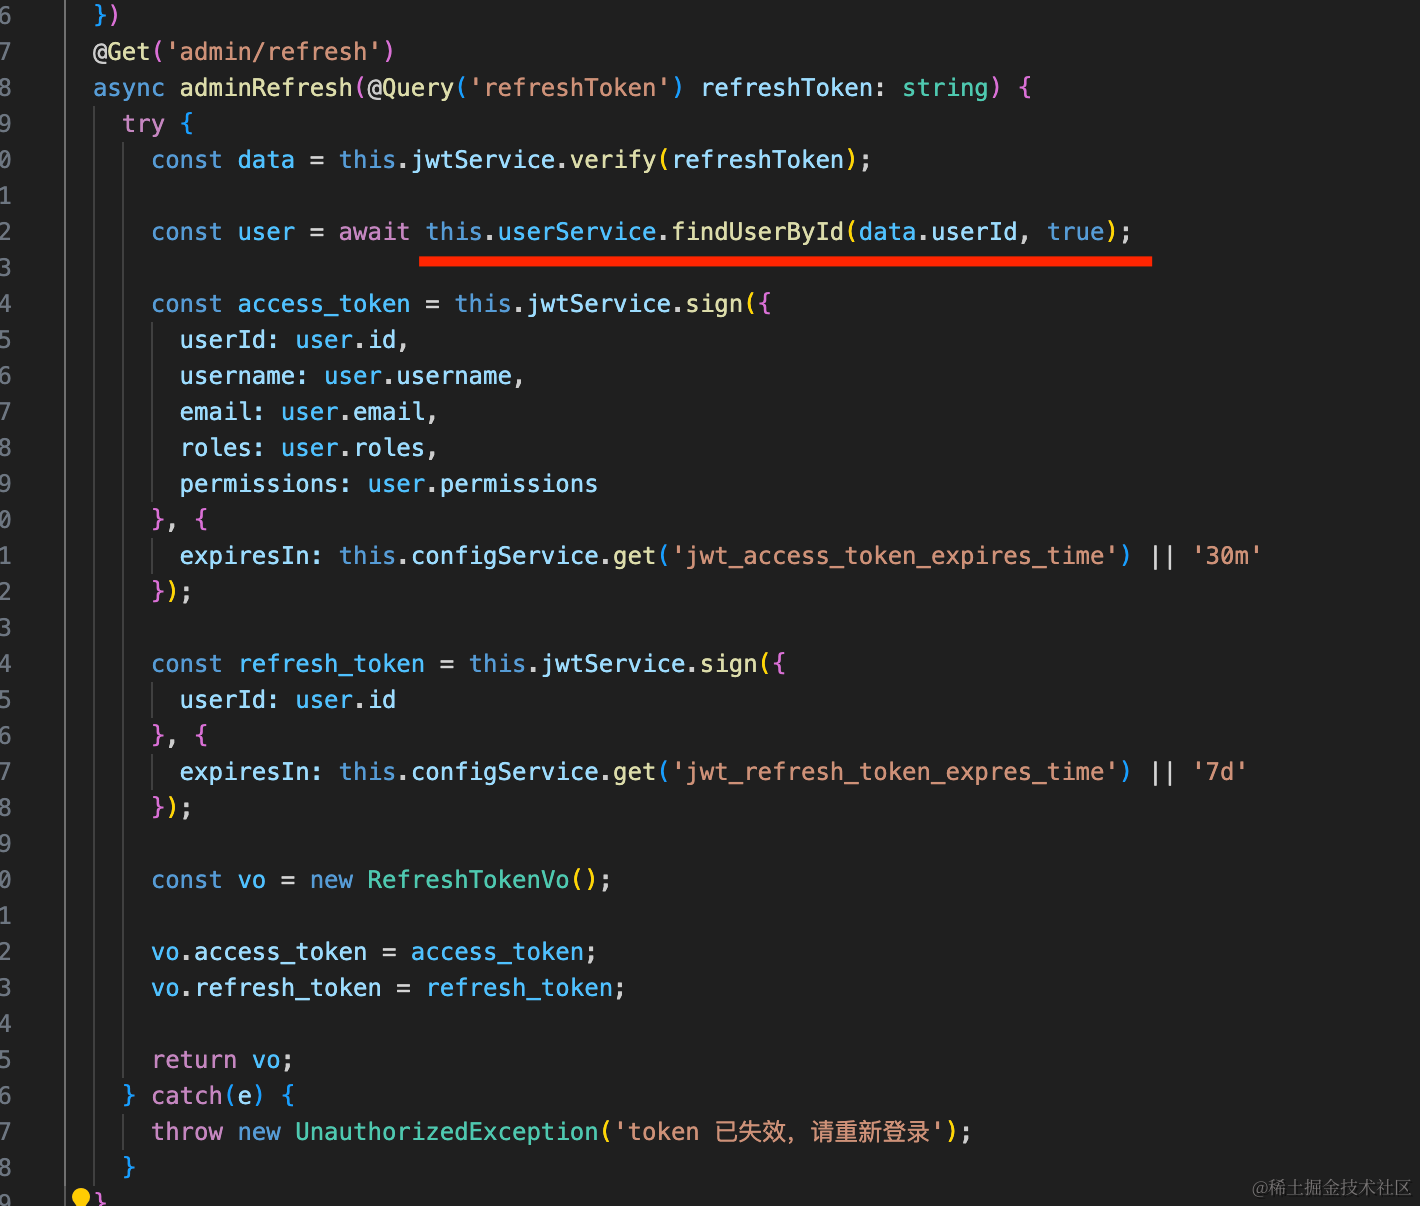 6 })
7 @Get('admin/refresh')
8 async adminRefresh(@Query('refreshToken') refreshToken: string) {
9 try {
0 const data = this.jwtService.verify(refreshToken);
1
2 const user = await this.userService.findUserById(data.userId, true);
3
4 const access_token = this.jwtService.sign({
5 userId: user.id,
6 username: user.username,
7 email: user.email,
8 roles: user.roles,
9 permissions: user.permissions
0 }, {
1 expiresIn: this.configService.get('jwt_access_token_expires_time') || '30m'
2 });
3
4 const refresh_token = this.jwtService.sign({
5 userId: user.id
6 }, {
7 expiresIn: this.configService.get('jwt_refresh_token_expres_time') || '7d'
8 });
9
0 const vo = new RefreshTokenVo();
1
2 vo.access_token = access_token;
3 vo.refresh_token = refresh_token;
4
5 return vo;
6 } catch(e) {
7 throw new UnauthorizedException('token 已失效，请重新登录');
8 }
9 }
@稀土掘金技术社区